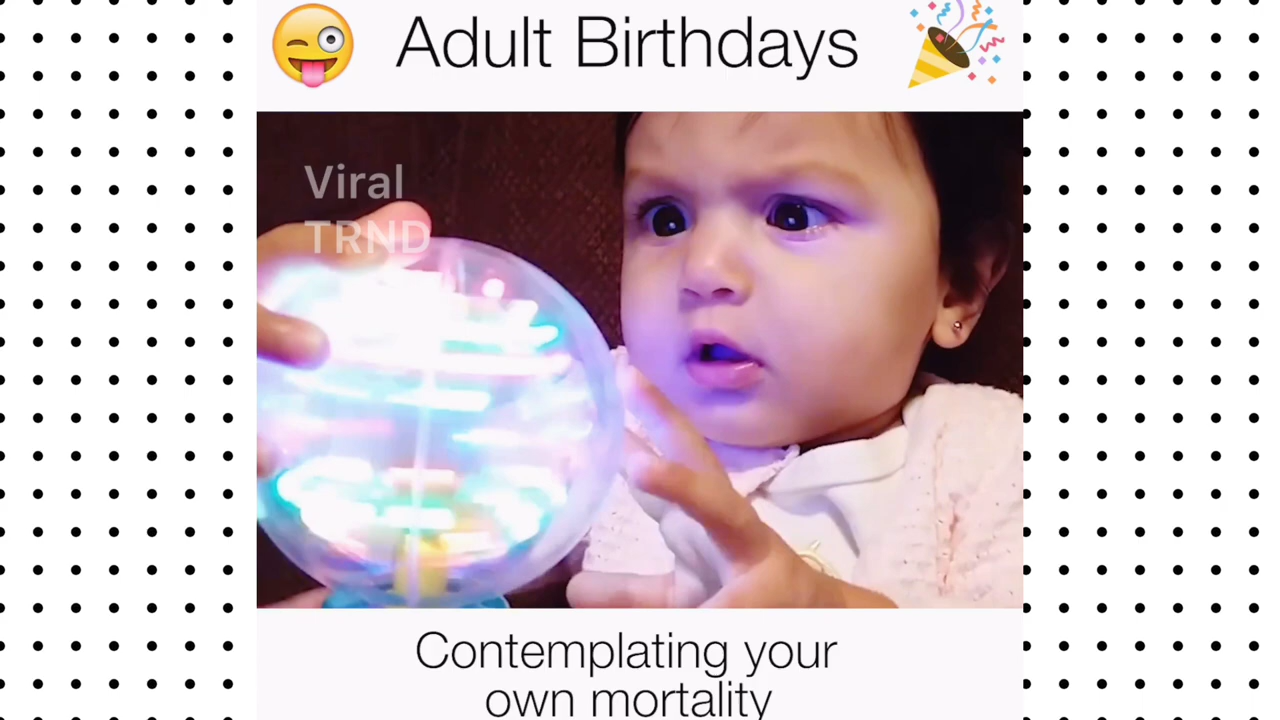 Adult Birthdays
Viral
TRND
Contemplating your
own mortality